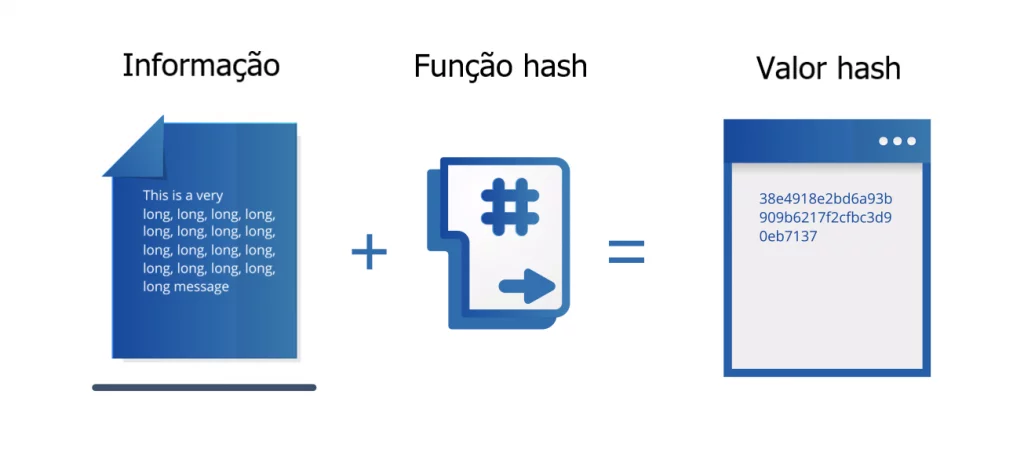 Informação
Função hash
Valor hash
This is a very
long, long, long, long,
long, long, long, long,
long, long, long, long,
long, long, long, long,
long message
+
#
=
38e4918e2bd6a93b
909b6217f2cfbc3d9
0eb7137